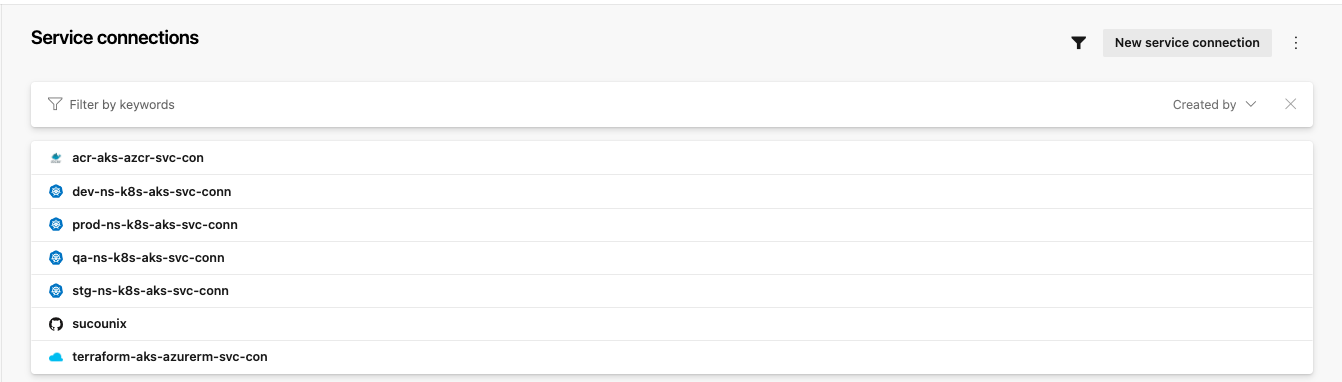 Service connections
New service connection
Filter by keywords
Created by
acr-aks-azcr-svc-con
dev-ns-k8s-aks-svc-conn
prod-ns-k8s-aks-svc-conn
qa-ns-k8s-aks-svc-conn
stg-ns-k8s-aks-svc-conn
sucounix
terraform-aks-azurerm-svc-con